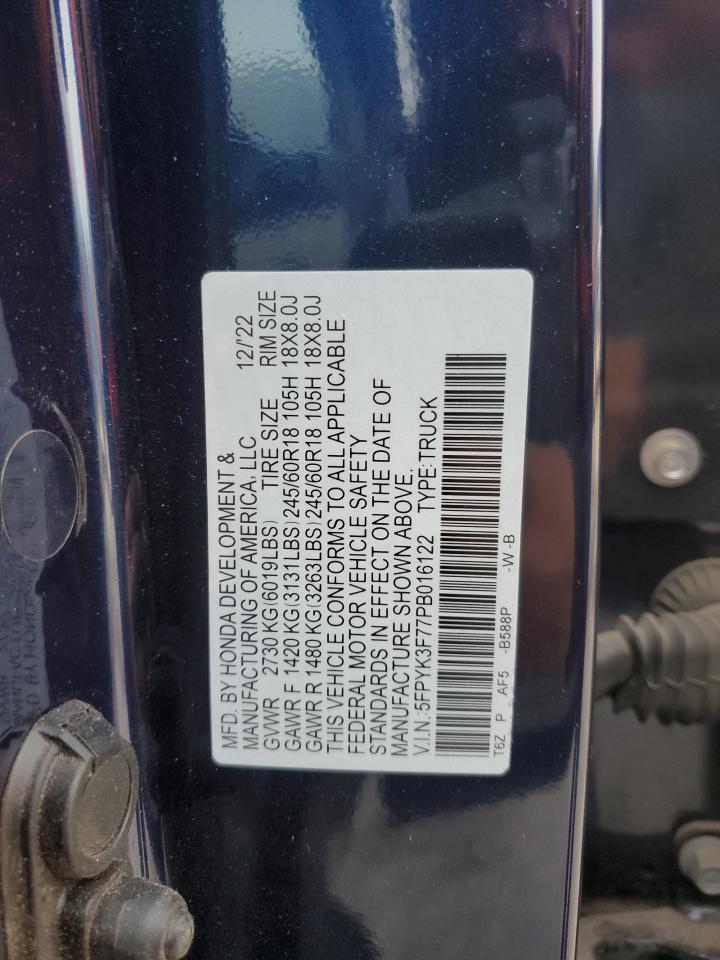 MFD. BY HONDA DEVELOPMENT &
MANUFACTURING OF AMERICA, LLC 12/'22
GVWR 2730 KG(6019LBS) TIRE SIZE RIM SIZE
GAWR F 1420 KG(3131LBS) 245/60R18 105H 18X8.0J
GAWR R 1480 KG(3263LBS) 245/60R18 105H 18X8.0J
THIS VEHICLE CONFORMS TO ALL APPLICABLE
FEDERAL MOTOR VEHICLE SAFETY
STANDARDS IN EFFECT ON THE DATE OF
MANUFACTURE SHOWN ABOVE.
V.I.N.:5FPYK3F77PB016122 TYPE:TRUCK
T6Z P AF5 -B588P -W -B